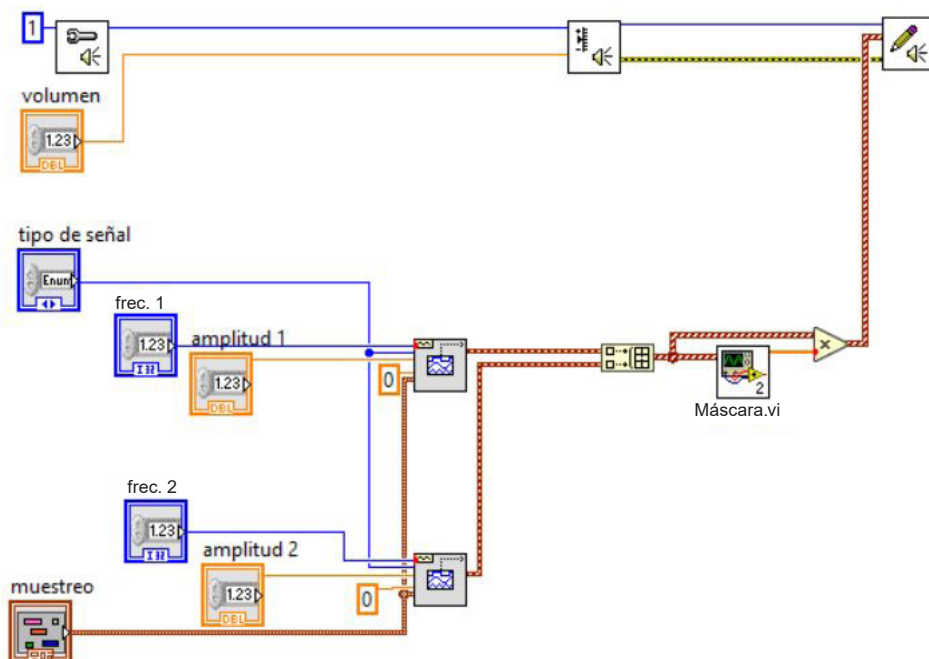 1
volumen
1.23
DBL
tipo de señal
Enum
frec. 1
1.23
I32
amplitud 1
1.23
DBL
0
2
Máscara.vi
frec. 2
1.23
I32
amplitud 2
1.23
DBL
0
muestreo